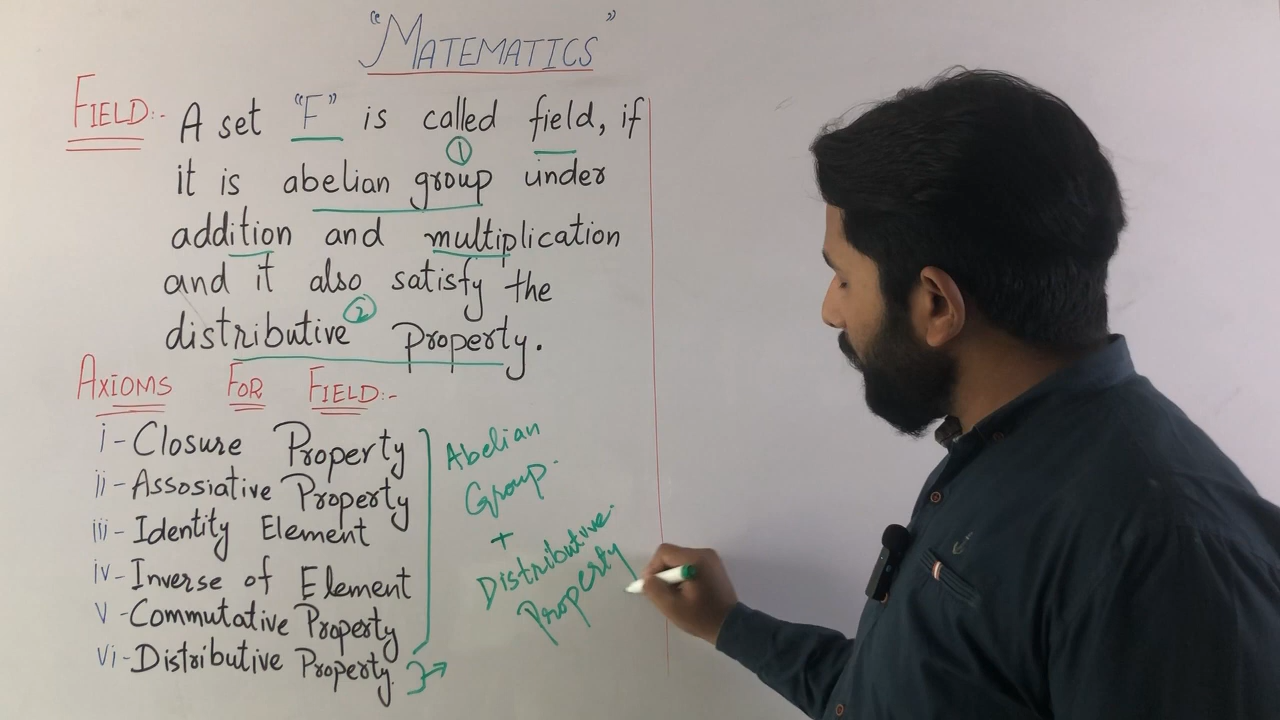 "MATEMATICS"
FIELD:- A set "F" is called field, if
①
it is abelian group under
addition and multiplication
and it also satisfy the
②
distributive Property.
AXIOMS FOR FIELD:-
i - Closure Property
ii - Assosiative Property
iii - Identity Element
iv - Inverse of Element
v - Commutative Property
vi - Distributive Property.
Abelian
Group.
+
Distributive.
Property